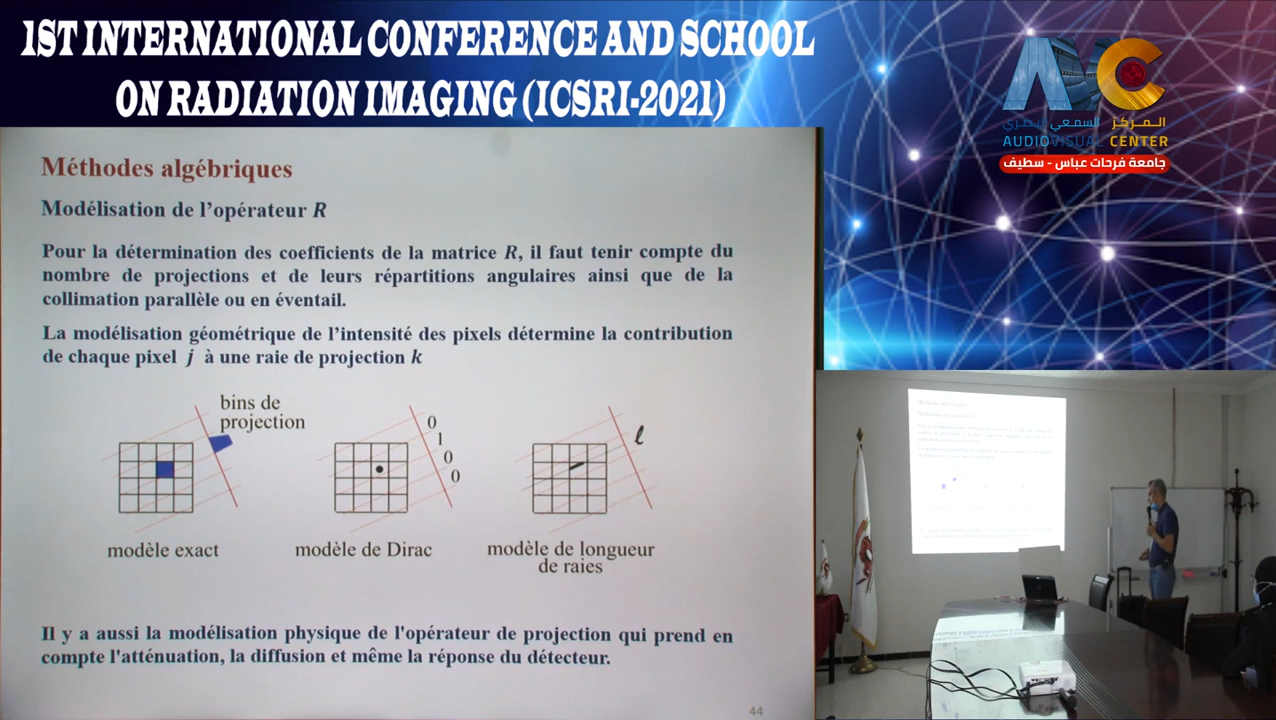 1ST INTERNATIONAL CONFERENCE AND SCHOOL
ON RADIATION IMAGING (ICSRI-2021)
المركز السمعي البصري
AUDIOVISUAL CENTER
جامعة فرحات عباس - سطيف
Méthodes algébriques
Modélisation de l’opérateur R
Pour la détermination des coefficients de la matrice R, il faut tenir compte du
nombre de projections et de leurs répartitions angulaires ainsi que de la
collimation parallèle ou en éventail.
La modélisation géométrique de l’intensité des pixels détermine la contribution
de chaque pixel j à une raie de projection k
bins de
projection
0
1
0
0
ℓ
modèle exact
modèle de Dirac
modèle de longueur
de raies
Il y a aussi la modélisation physique de l'opérateur de projection qui prend en
compte l'atténuation, la diffusion et même la réponse du détecteur.
44